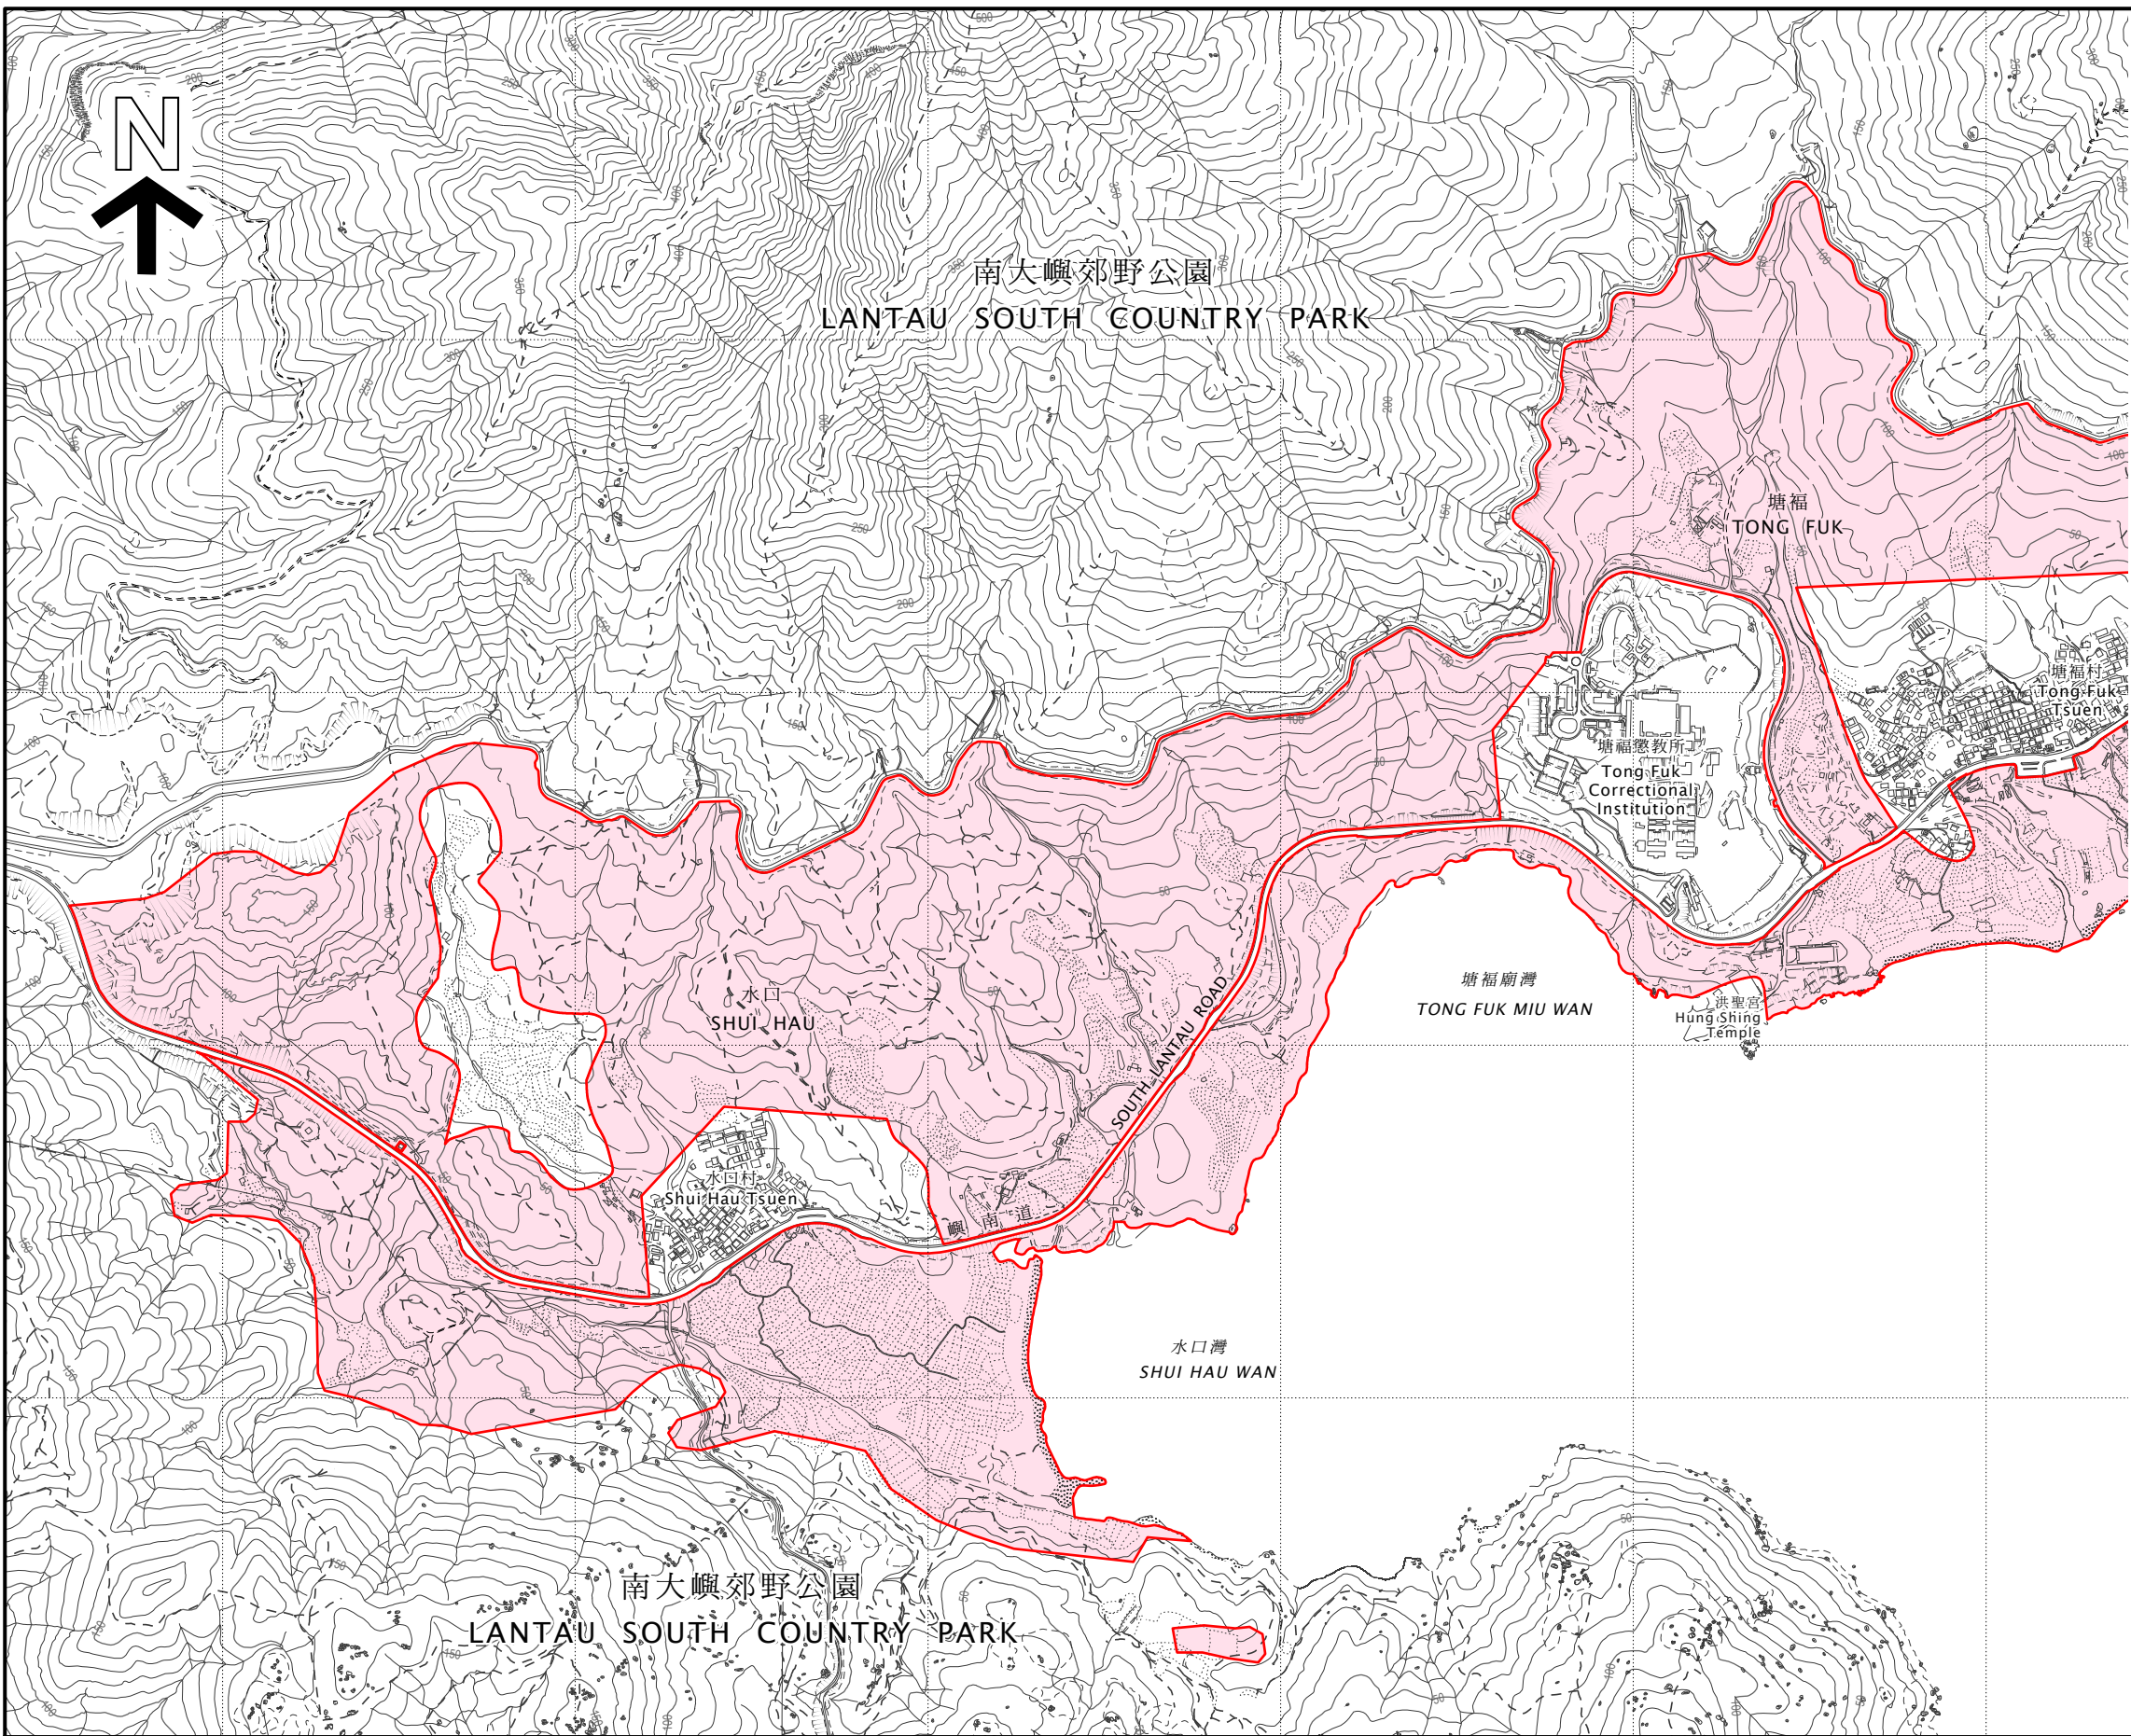 N
南大嶼郊野公園
LANTAU SOUTH COUNTRY PARK
塘福
TONG FUK
塘福村
Tong Fuk
Tsuen
塘福懲教所
Tong Fuk
Correctional
Institution
水口
SHUI HAU
SOUTH LANTAU ROAD
塘福廟灣
TONG FUK MIU WAN
洪聖宮
Hung Shing
Temple
水口村
Shui Hau Tsuen
嶼南道
水口灣
SHUI HAU WAN
南大嶼郊野公園
LANTAU SOUTH COUNTRY PARK